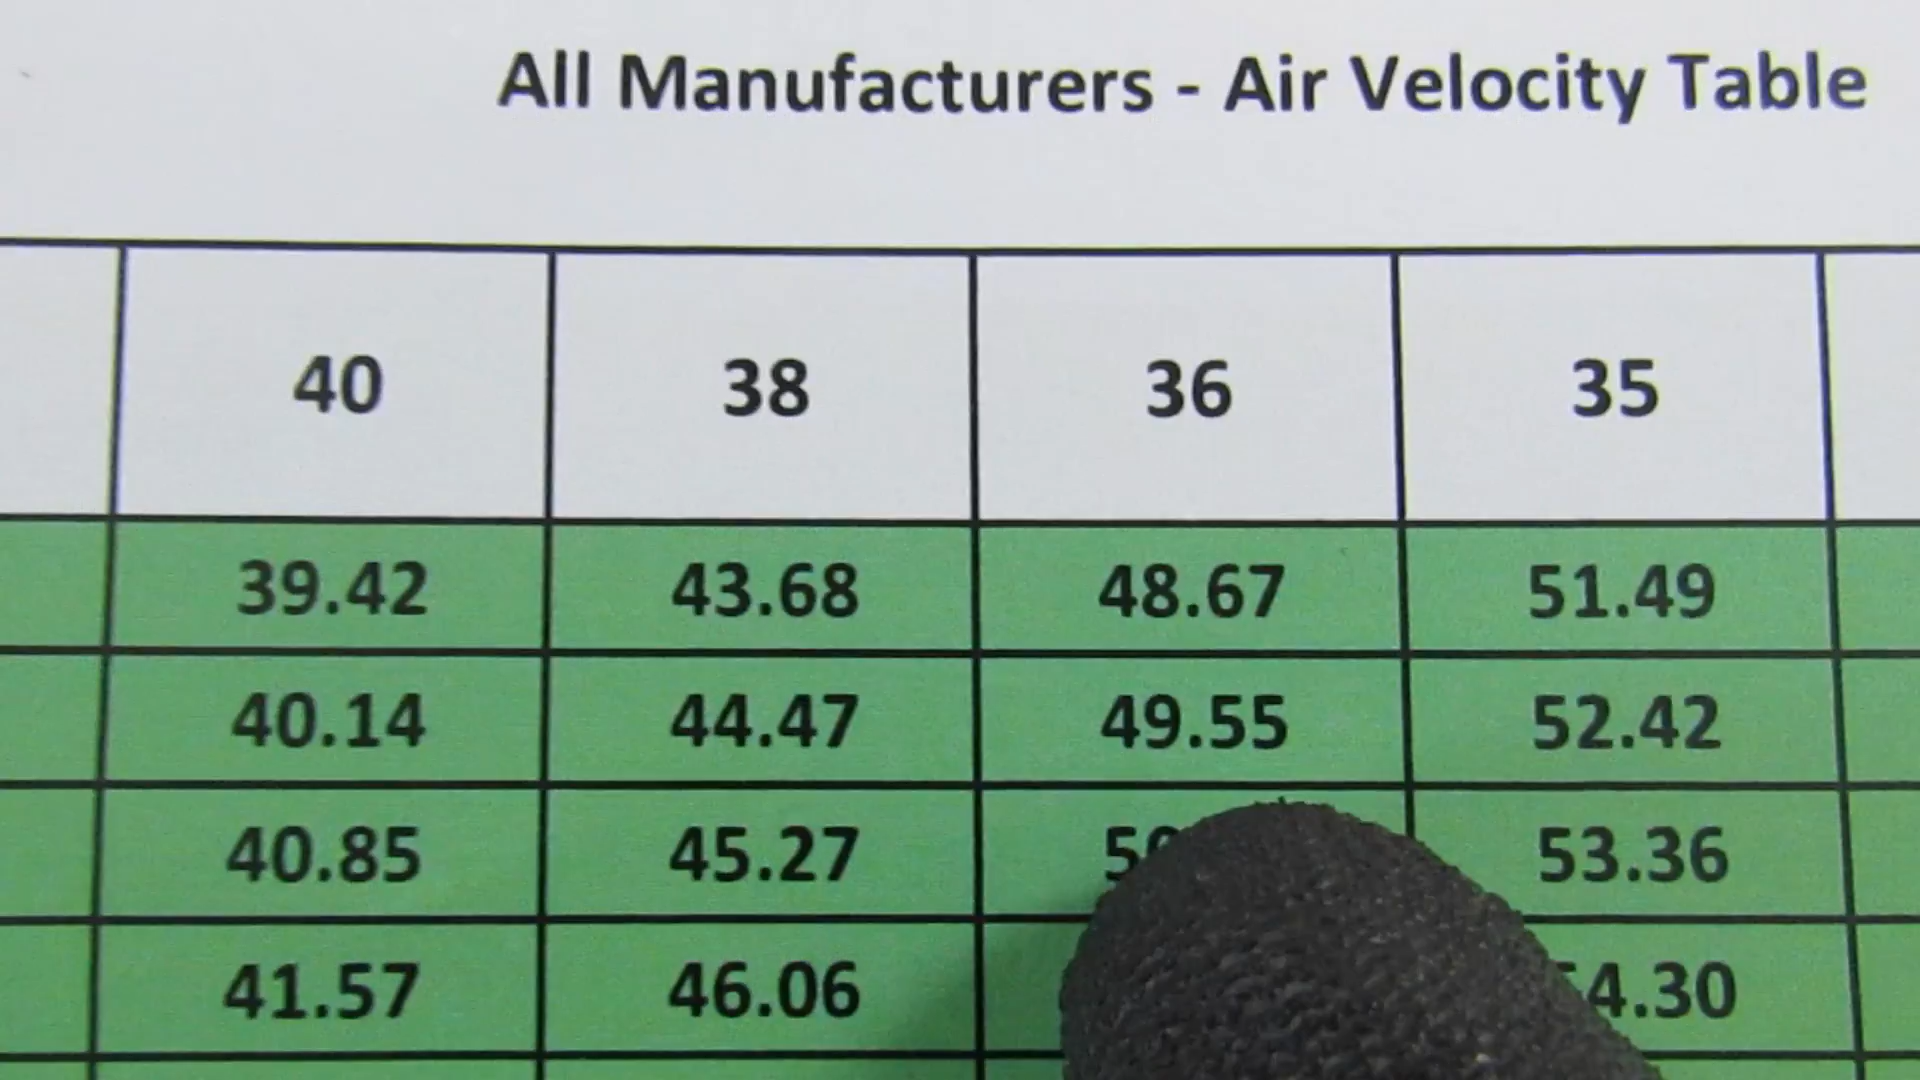 All Manufacturers - Air Velocity Table
40 38 36 35
39.42 43.68 48.67 51.49
40.14 44.47 49.55 52.42
40.85 45.27 53.36
41.57 46.06